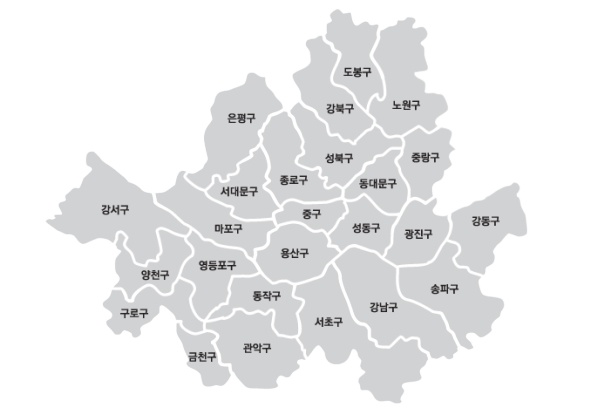 도봉구
노원구
강북구
은평구
성북구
중랑구
종로구
동대문구
서대문구
강서구
중구
마포구
성동구
광진구
강동구
용산구
영등포구
양천구
송파구
동작구
강남구
구로구
서초구
관악구
금천구